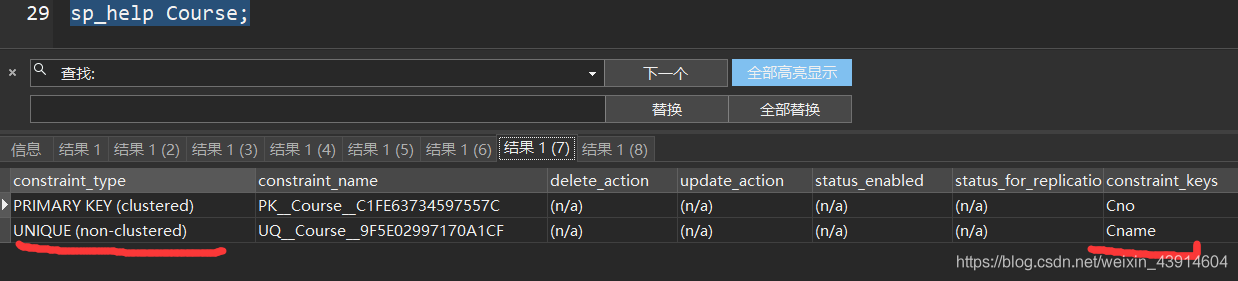 29 sp_help Course;
× 查找: 下一个 全部高亮显示
替换 全部替换
信息 结果 1 结果 1 (2) 结果 1 (3) 结果 1 (4) 结果 1 (5) 结果 1 (6) 结果 1 (7) 结果 1 (8)
constraint_type constraint_name delete_action update_action status_enabled status_for_replicatio constraint_keys
PRIMARY KEY (clustered) PK__Course__C1FE63734597557C (n/a) (n/a) (n/a) (n/a) Cno
UNIQUE (non-clustered) UQ__Course__9F5E02997170A1CF (n/a) (n/a) (n/a) (n/a) Cname
https://blog.csdn.net/weixin_43914604